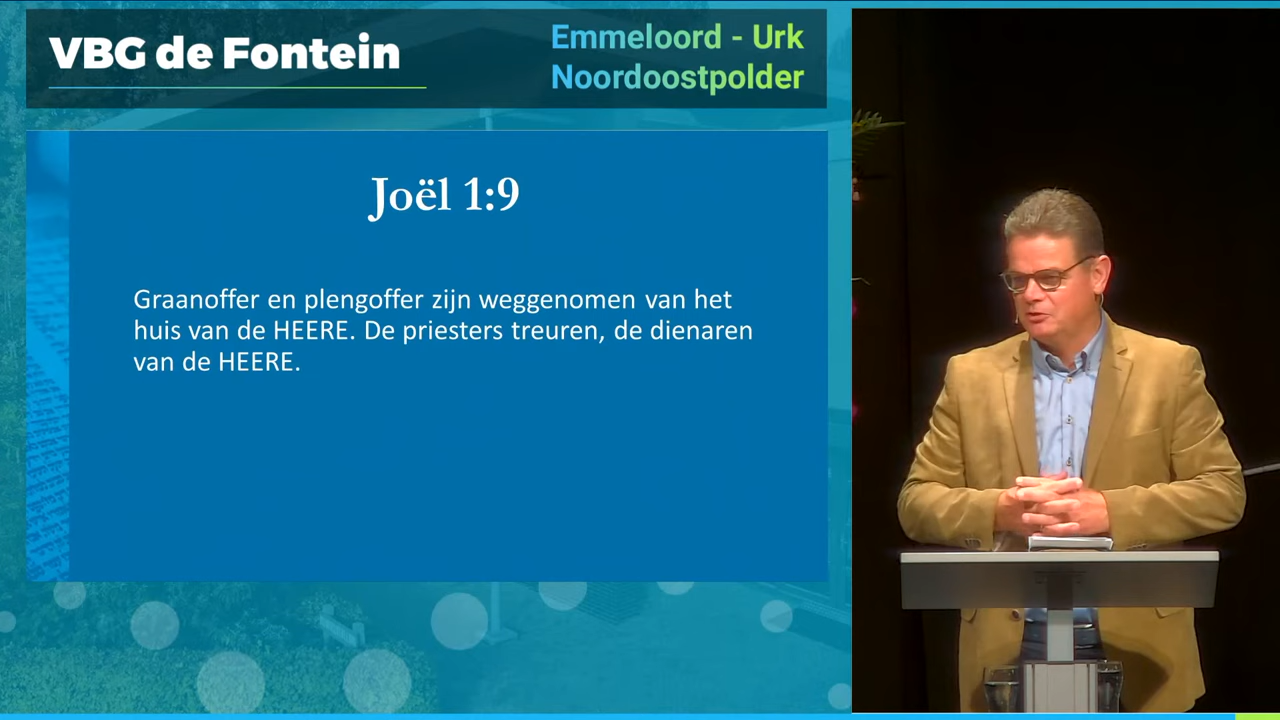 VBG de Fontein
Emmeloord - Urk
Noordoostpolder
Joël 1:9
Graanoffer en plengoffer zijn weggenomen van het
huis van de HEERE. De priesters treuren, de dienaren
van de HEERE.